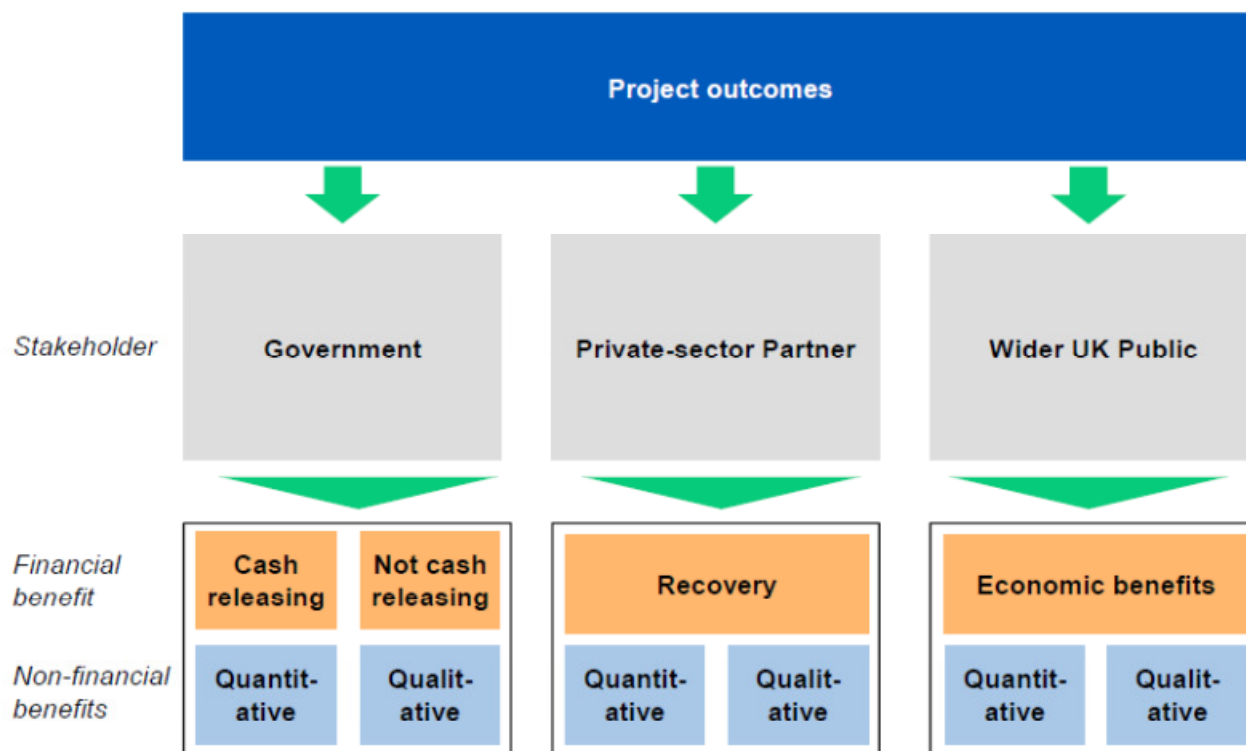 Project outcomes
Stakeholder
Government
Private-sector Partner
Wider UK Public
Financial
benefit
Cash
releasing
Not cash
releasing
Recovery
Economic benefits
Non-financial
benefits
Quantit-
ative
Qualit-
ative
Quantit-
ative
Qualit-
ative
Quantit-
ative
Qualit-
ative